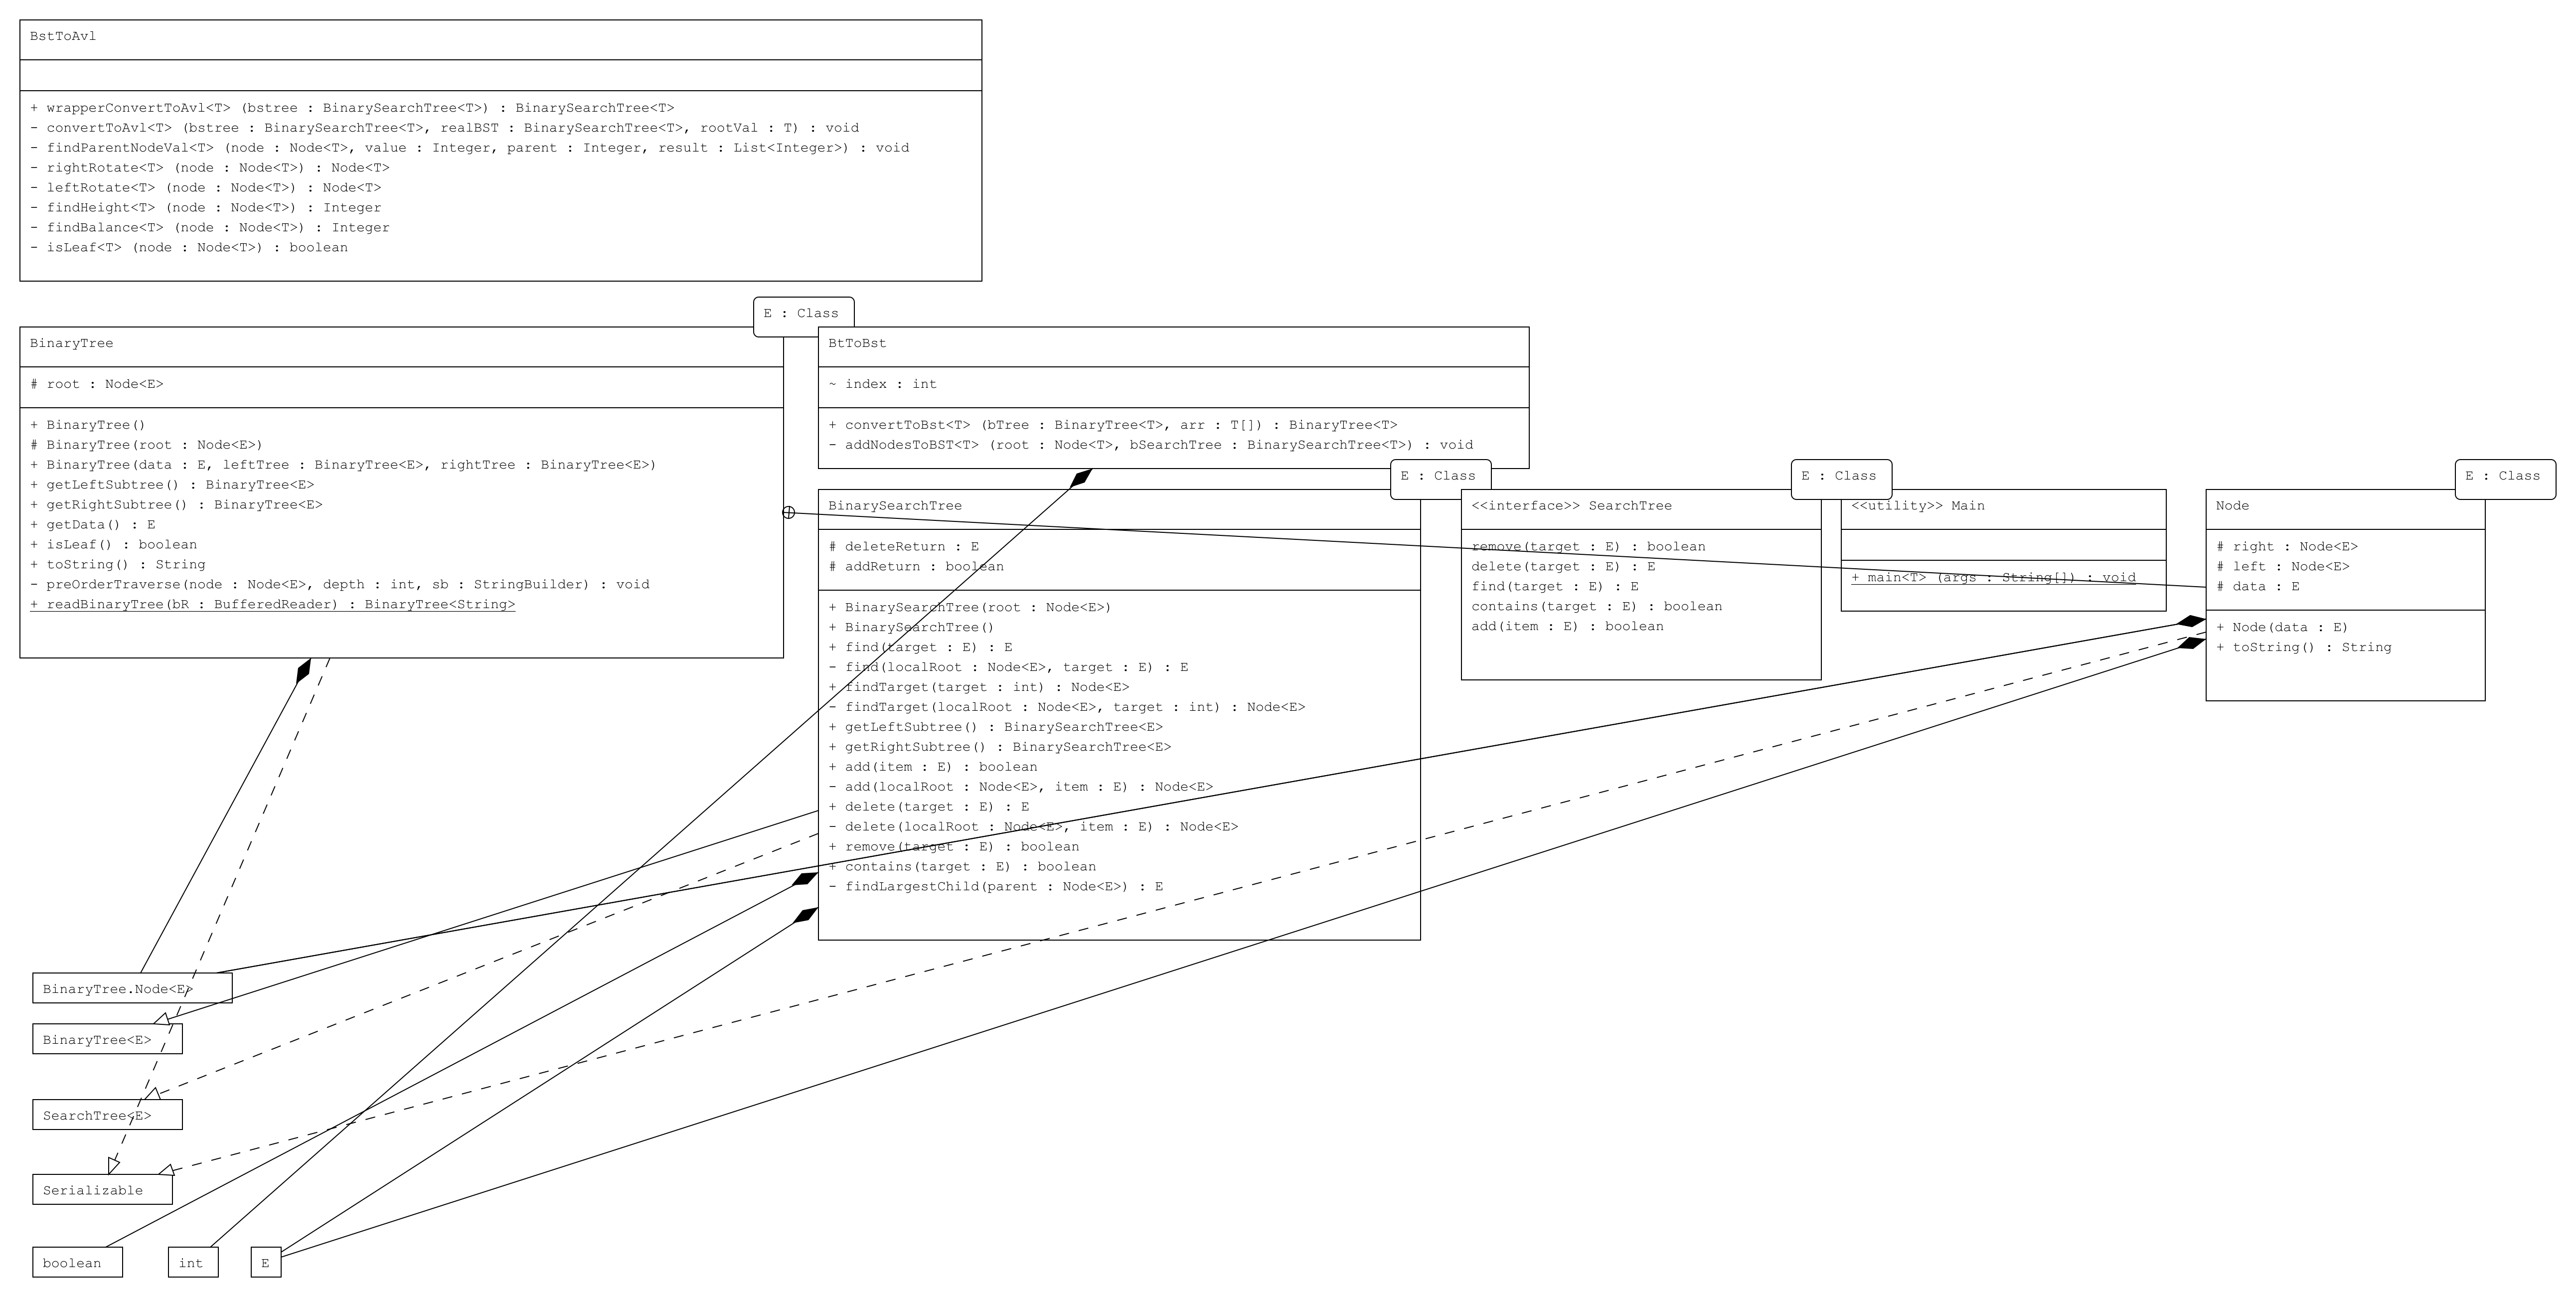 BstToAvl
+ wrapperConvertToAvl<T> (bstree : BinarySearchTree<T>) : BinarySearchTree<T>
- convertToAvl<T> (bstree : BinarySearchTree<T>, realBST : BinarySearchTree<T>, rootVal : T) : void
- findParentNodeVal<T> (node : Node<T>, value : Integer, parent : Integer, result : List<Integer>) : void
- rightRotate<T> (node : Node<T>) : Node<T>
- leftRotate<T> (node : Node<T>) : Node<T>
- findHeight<T> (node : Node<T>) : Integer
- findBalance<T> (node : Node<T>) : Integer
- isLeaf<T> (node : Node<T>) : boolean
E : Class
BinaryTree
# root : Node<E>
+ BinaryTree()
# BinaryTree(root : Node<E>)
+ BinaryTree(data : E, leftTree : BinaryTree<E>, rightTree : BinaryTree<E>)
+ getLeftSubtree() : BinaryTree<E>
+ getRightSubtree() : BinaryTree<E>
+ getData() : E
+ isLeaf() : boolean
+ toString() : String
- preOrderTraverse(node : Node<E>, depth : int, sb : StringBuilder) : void
+ readBinaryTree(bR : BufferedReader) : BinaryTree<String>
BtToBst
~ index : int
+ convertToBst<T> (bTree : BinaryTree<T>, arr : T[]) : BinaryTree<T>
- addNodesToBST<T> (root : Node<T>, bSearchTree : BinarySearchTree<T>) : void
E : Class
BinarySearchTree
# deleteReturn : E
# addReturn : boolean
+ BinarySearchTree(root : Node<E>)
+ BinarySearchTree()
+ find(target : E) : E
- find(localRoot : Node<E>, target : E) : E
+ findTarget(target : int) : Node<E>
- findTarget(localRoot : Node<E>, target : int) : Node<E>
+ getLeftSubtree() : BinarySearchTree<E>
+ getRightSubtree() : BinarySearchTree<E>
+ add(item : E) : boolean
- add(localRoot : Node<E>, item : E) : Node<E>
+ delete(target : E) : E
- delete(localRoot : Node<E>, item : E) : Node<E>
+ remove(target : E) : boolean
+ contains(target : E) : boolean
- findLargestChild(parent : Node<E>) : E
E : Class
<<interface>> SearchTree
remove(target : E) : boolean
delete(target : E) : E
find(target : E) : E
contains(target : E) : boolean
add(item : E) : boolean
<<utility>> Main
+ main<T> (args : String[]) : void
E : Class
Node
# right : Node<E>
# left : Node<E>
# data : E
+ Node(data : E)
+ toString() : String
BinaryTree.Node<E>
BinaryTree<E>
SearchTree<E>
Serializable
boolean
int
E